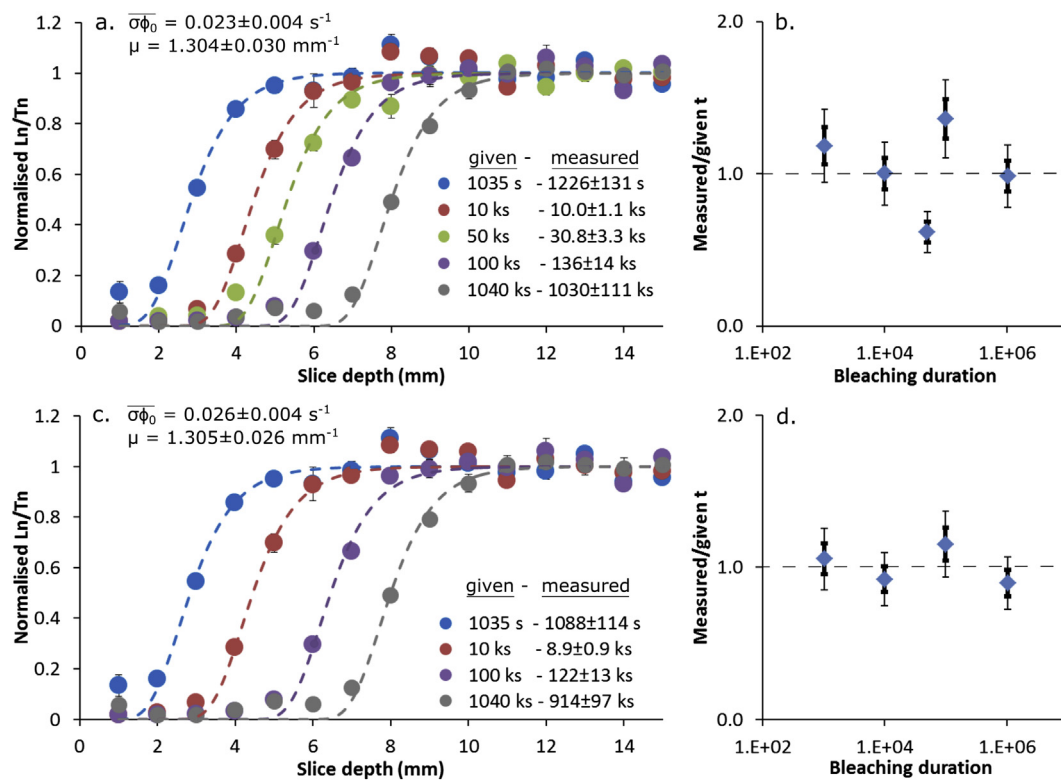 a.
σφ₀ = 0.023±0.004 s⁻¹
μ = 1.304±0.030 mm⁻¹
Normalised Ln/Tn
1.2
1
0.8
0.6
0.4
0.2
0
given - measured
1035 s - 1226±131 s
10 ks - 10.0±1.1 ks
50 ks - 30.8±3.3 ks
100 ks - 136±14 ks
1040 ks - 1030±111 ks
0 2 4 6 8 10 12 14
Slice depth (mm)
b.
Measured/given t
2.0
1.0
0.0
1.E+02 1.E+04 1.E+06
Bleaching duration
c.
σφ₀ = 0.026±0.004 s⁻¹
μ = 1.305±0.026 mm⁻¹
Normalised Ln/Tn
1.2
1
0.8
0.6
0.4
0.2
0
given - measured
1035 s - 1088±114 s
10 ks - 8.9±0.9 ks
100 ks - 122±13 ks
1040 ks - 914±97 ks
0 2 4 6 8 10 12 14
Slice depth (mm)
d.
Measured/given t
2.0
1.0
0.0
1.E+02 1.E+04 1.E+06
Bleaching duration